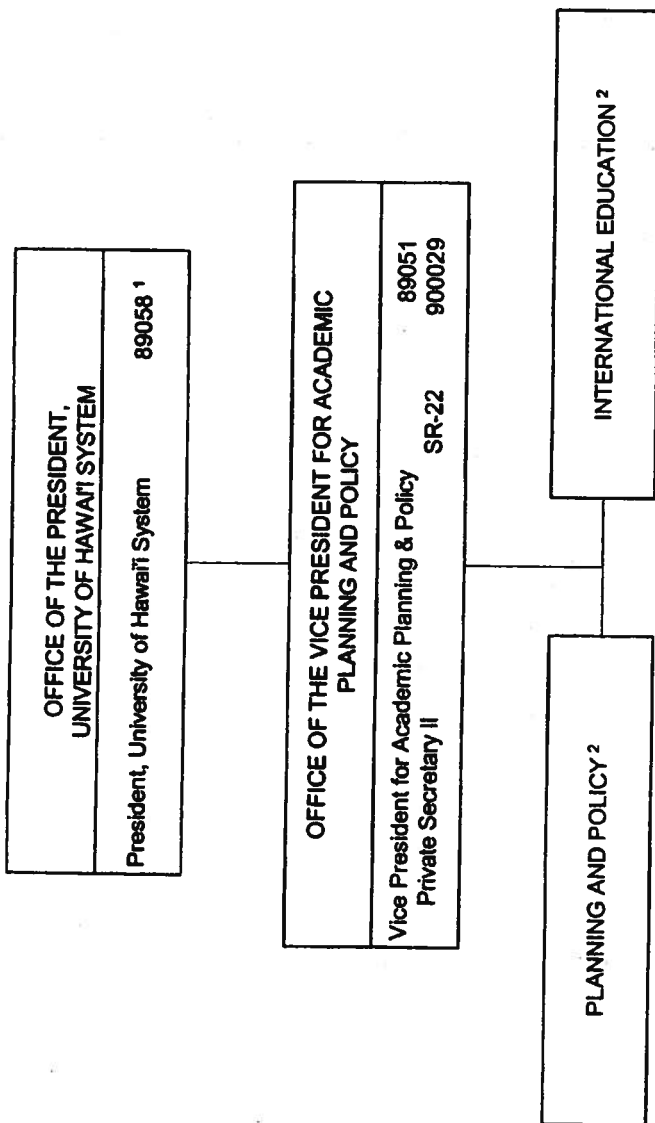 OFFICE OF THE PRESIDENT,
UNIVERSITY OF HAWAI'I SYSTEM
President, University of Hawai'i System 89058 ¹
OFFICE OF THE VICE PRESIDENT FOR ACADEMIC
PLANNING AND POLICY
Vice President for Academic Planning & Policy 89051
Private Secretary II SR-22 900029
PLANNING AND POLICY ²
INTERNATIONAL EDUCATION ²